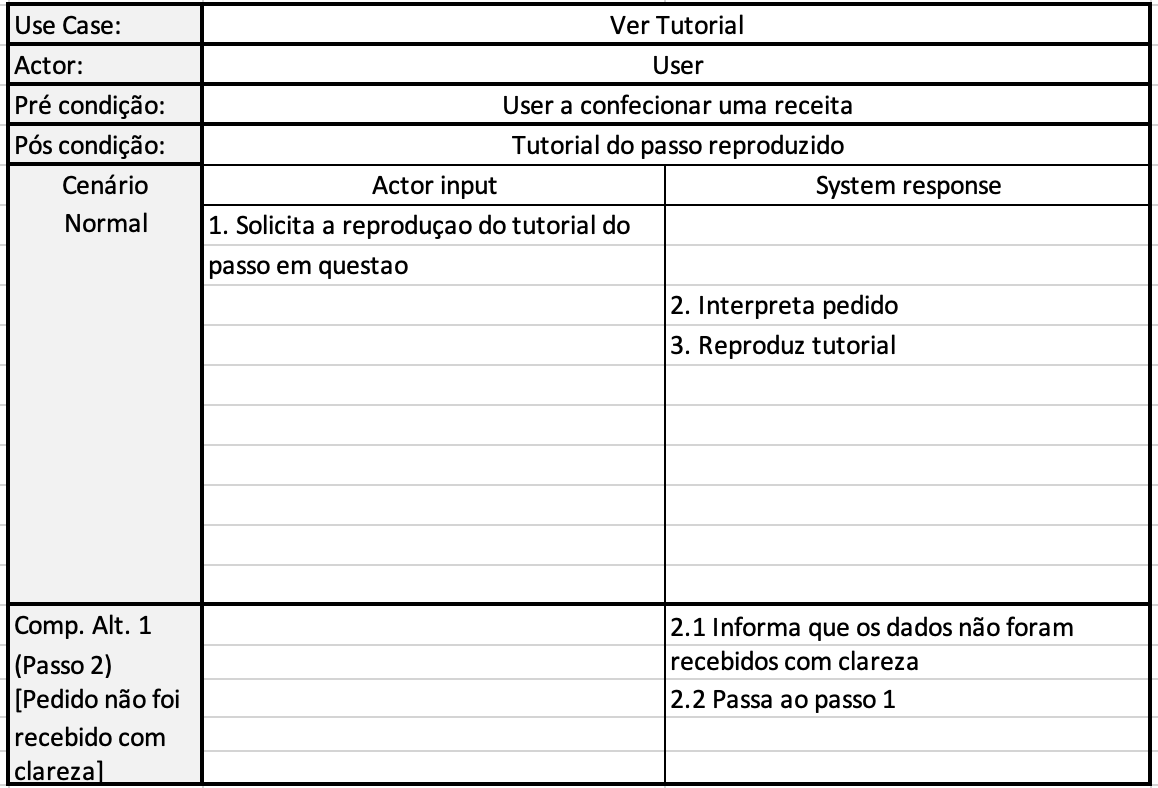 Use Case: Ver Tutorial
Actor: User
Pré condição: User a confecionar uma receita
Pós condição: Tutorial do passo reproduzido
Cenário Actor input System response
Normal 1. Solicita a reproduçao do tutorial do
passo em questao
2. Interpreta pedido
3. Reproduz tutorial
Comp. Alt. 1 2.1 Informa que os dados não foram
(Passo 2) recebidos com clareza
[Pedido não foi 2.2 Passa ao passo 1
recebido com
clareza]